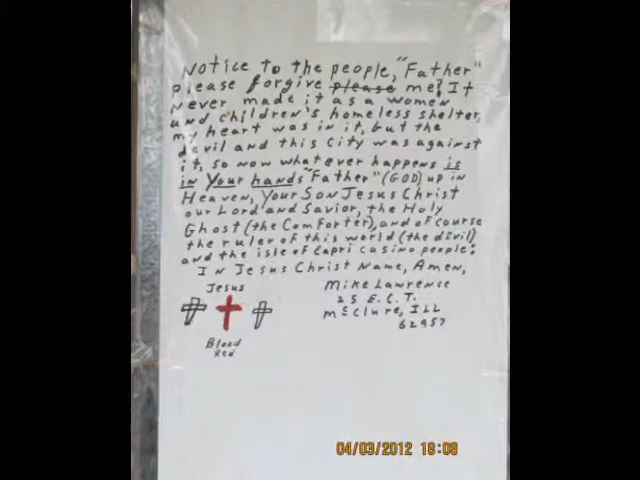 Notice to the people, "Father"
please forgive please me? It
never made it as a women
and children's homeless shelter,
my heart was in it, but the
devil and this city was against
it, so now whatever happens is
in Your hands "Father" (GOD) up in
Heaven, Your Son Jesus Christ
our Lord and Savior, the Holy
Ghost (the Comforter), and of course
the ruler of this world (the divil)
and the isle of Capri casino people.
In Jesus Christ Name, Amen,
Jesus
Blood
Red
Mike Lawrence
25 E. C.T.
McClure, ILL
62957
04/03/2012 18:08